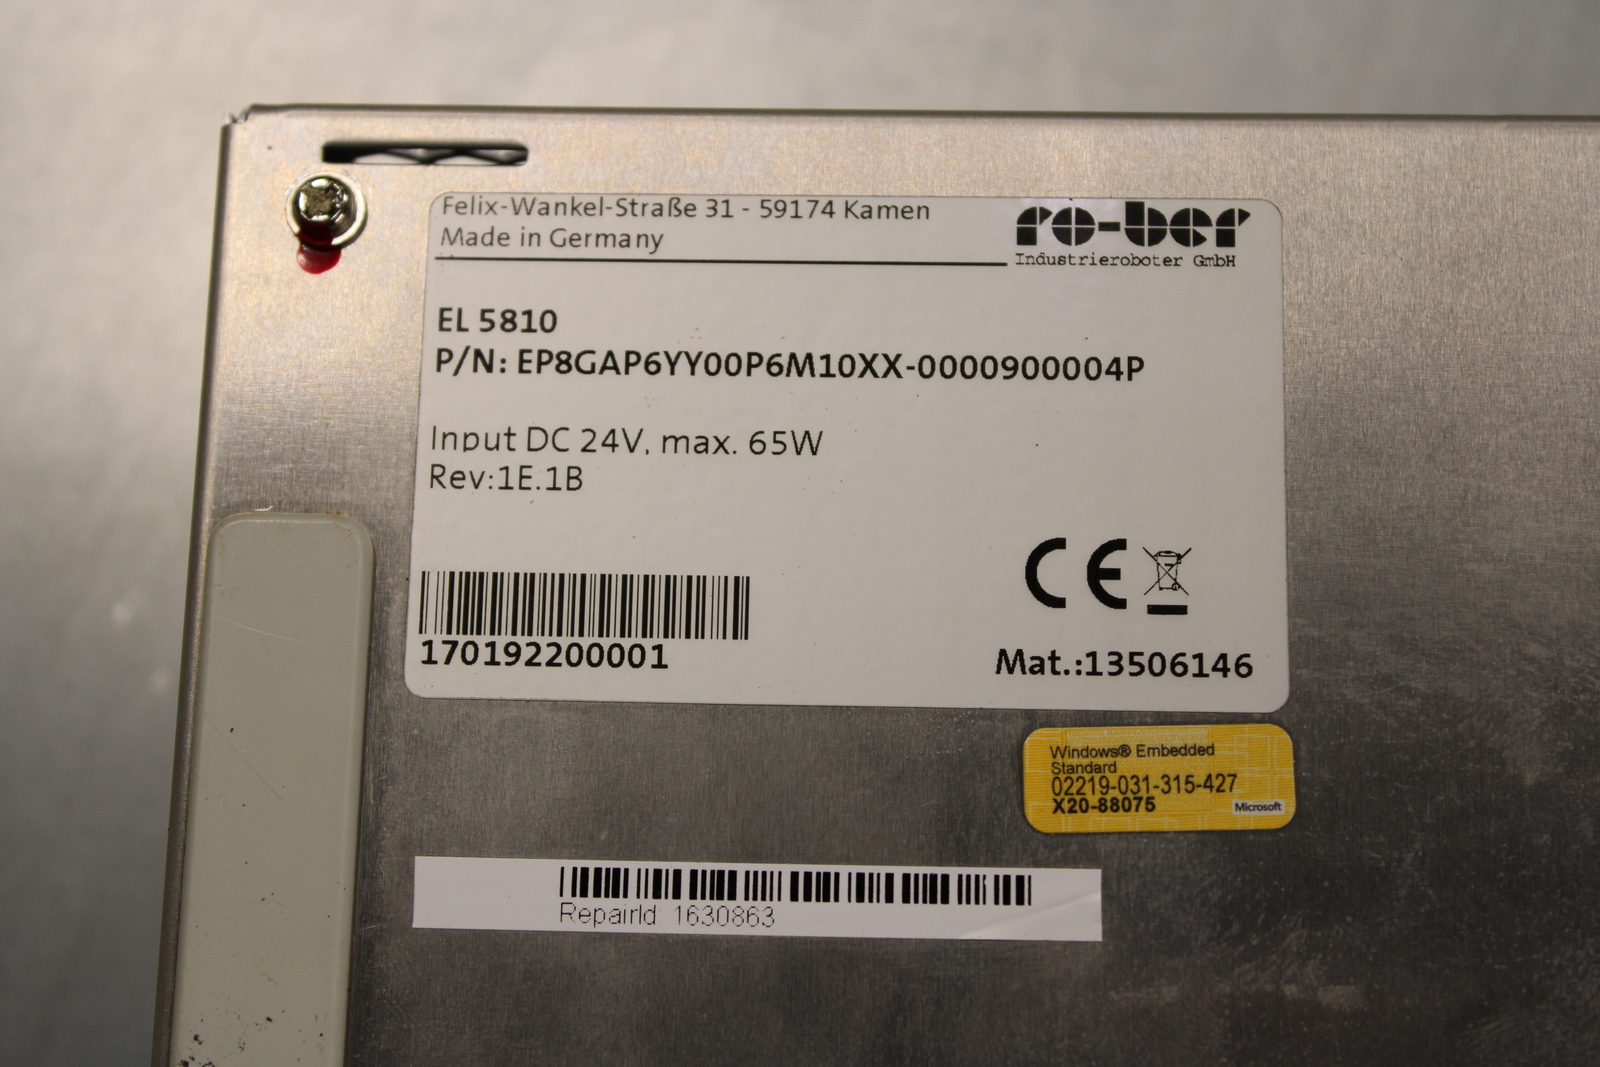 Felix-Wankel-Straße 31 - 59174 Kamen
Made in Germany
ro-ber
Industrieroboter GmbH
EL 5810
P/N: EP8GAP6YY00P6M10XX-0000900004P
Input DC 24V, max. 65W
Rev:1E.1B
CE
170192200001
Mat.:13506146
Windows® Embedded
Standard
02219-031-315-427
X20-88075
Microsoft
RepairId: 1630863